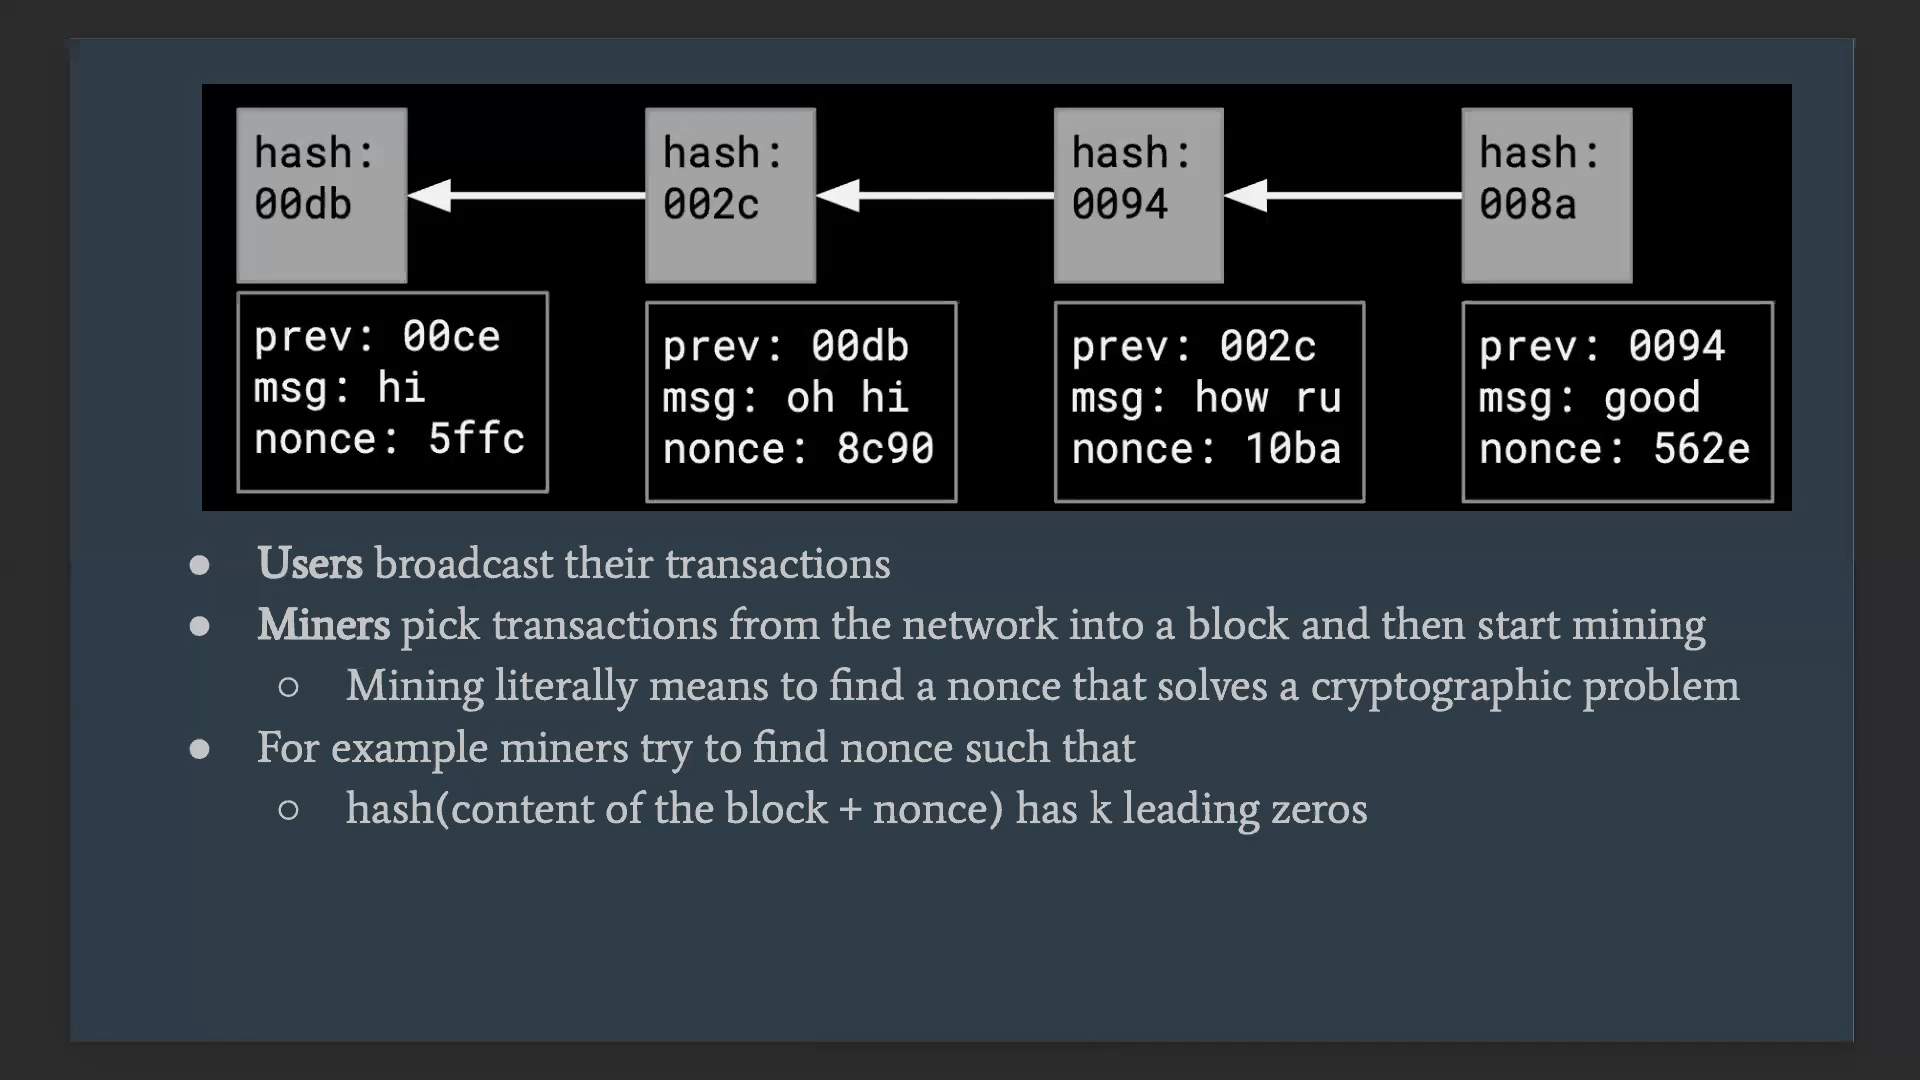 hash:
00db
hash:
002c
hash:
0094
hash:
008a
prev: 00ce
msg: hi
nonce: 5ffc
prev: 00db
msg: oh hi
nonce: 8c90
prev: 002c
msg: how ru
nonce: 10ba
prev: 0094
msg: good
nonce: 562e
● Users broadcast their transactions
● Miners pick transactions from the network into a block and then start mining
○ Mining literally means to find a nonce that solves a cryptographic problem
● For example miners try to find nonce such that
○ hash(content of the block + nonce) has k leading zeros